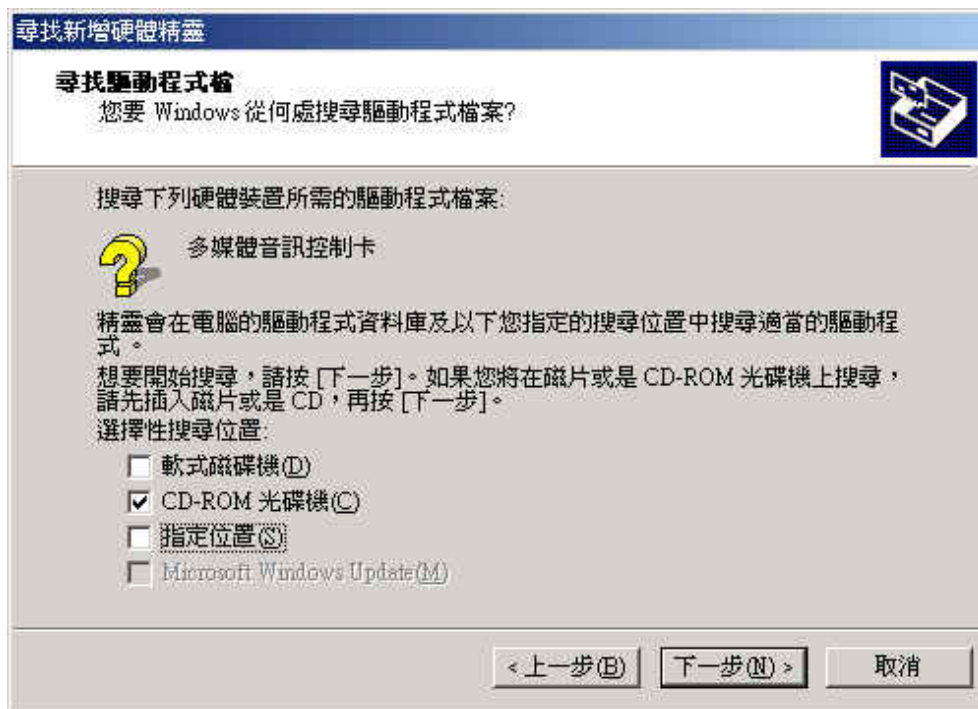 尋找新增硬體精靈
尋找驅動程式檔
您要 Windows 從何處搜尋驅動程式檔案?
搜尋下列硬體裝置所需的驅動程式檔案:
多媒體音訊控制卡
精靈會在電腦的驅動程式資料庫及以下您指定的搜尋位置中搜尋適當的驅動程
式。
想要開始搜尋，請按 [下一步]。如果您將在磁片或是 CD-ROM 光碟機上搜尋，
請先插入磁片或是 CD，再按 [下一步]。
選擇性搜尋位置:
軟式磁碟機(D)
CD-ROM 光碟機(C)
指定位置(S)
Microsoft Windows Update(M)
<上一步(B) 下一步(N) > 取消